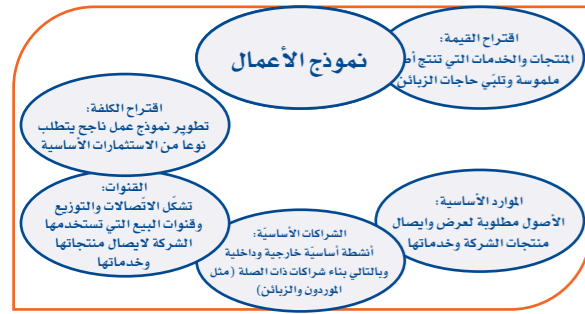 نموذج الأعمال
اقتراح القيمة:
المنتجات والخدمات التي تنتج
ملموسة وتلبّي حاجات الزبائن
اقتراح الكلفة:
تطوير نموذج عمل ناجح يتطلب
نوعا من الاستثمارات الأساسية
القنوات:
تشكّل الاتّصالات والتوزيع
وقنوات البيع التي تستخدمها
الشركة لايصال منتجاتها
وخدماتها
الشراكات الأساسيّة:
أنشطة أساسيّة خارجية وداخلية
وبالتالي بناء شراكات ذات الصلة (مثل
الموردون والزبائن)
الموارد الأساسية:
الأصول مطلوبة لعرض وايصال
منتجات الشركة وخدماتها